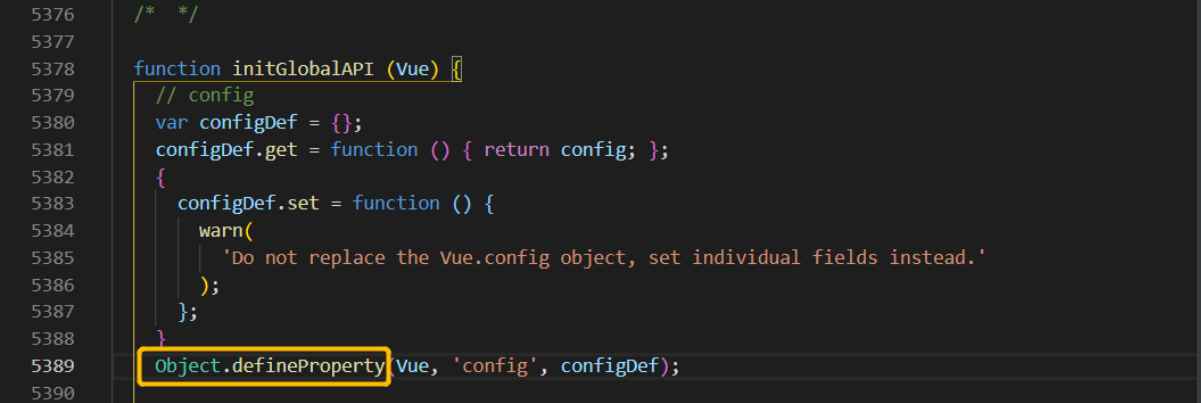 5376 /*  */
5377
5378 function initGlobalAPI (Vue) {
5379 // config
5380 var configDef = {};
5381 configDef.get = function () { return config; };
5382 {
5383 configDef.set = function () {
5384 warn(
5385 'Do not replace the Vue.config object, set individual fields instead.'
5386 );
5387 };
5388 }
5389 Object.defineProperty(Vue, 'config', configDef);
5390